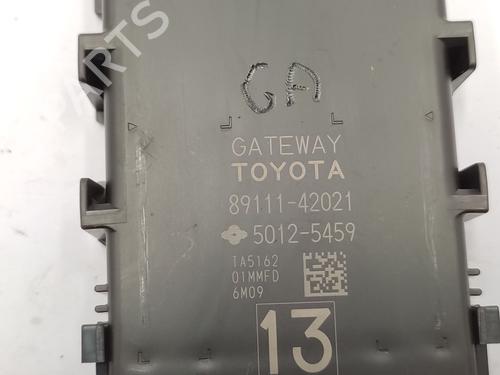 GA
GATEWAY
TOYOTA
89111-42021
5012-5459
TA5162
01MMFD
6M09
13